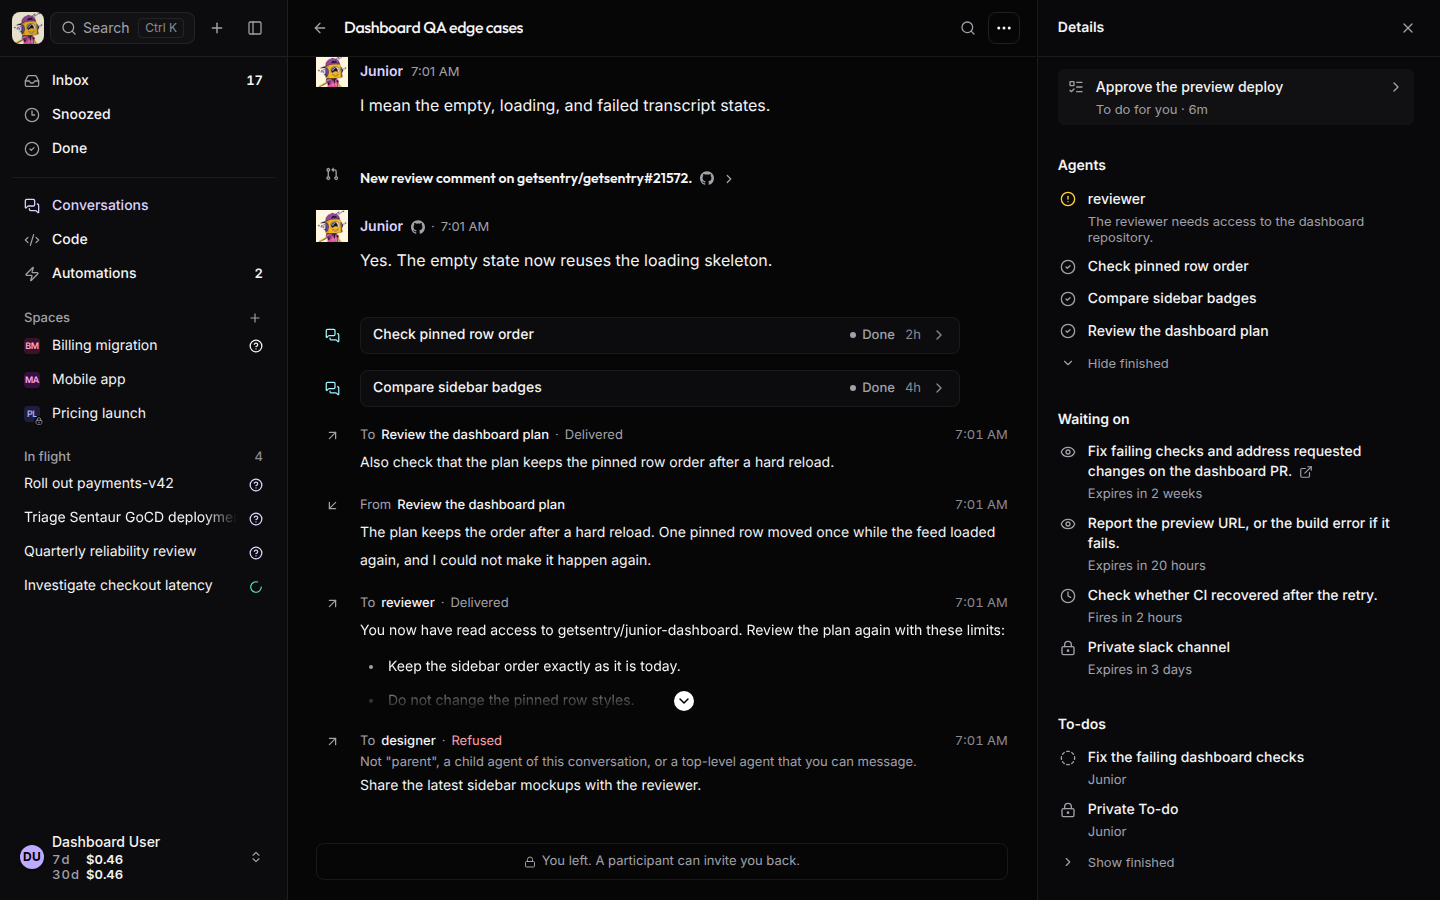 Search Ctrl K
Inbox 17
Snoozed
Done
Conversations
Code
Automations 2
Spaces
BM Billing migration
MA Mobile app
PL Pricing launch
In flight 4
Roll out payments-v42
Triage Sentaur GoCD deployme
Quarterly reliability review
Investigate checkout latency
DU Dashboard User
7d $0.46
30d $0.46
Dashboard QA edge cases
Junior 7:01 AM
I mean the empty, loading, and failed transcript states.
New review comment on getsentry/getsentry#21572.
Junior · 7:01 AM
Yes. The empty state now reuses the loading skeleton.
Check pinned row order Done 2h
Compare sidebar badges Done 4h
To Review the dashboard plan · Delivered 7:01 AM
Also check that the plan keeps the pinned row order after a hard reload.
From Review the dashboard plan 7:01 AM
The plan keeps the order after a hard reload. One pinned row moved once while the feed loaded
again, and I could not make it happen again.
To reviewer · Delivered 7:01 AM
You now have read access to getsentry/junior-dashboard. Review the plan again with these limits:
• Keep the sidebar order exactly as it is today.
• Do not change the pinned row styles.
To designer · Refused 7:01 AM
Not "parent", a child agent of this conversation, or a top-level agent that you can message.
Share the latest sidebar mockups with the reviewer.
You left. A participant can invite you back.
Details
Approve the preview deploy
To do for you · 6m
Agents
reviewer
The reviewer needs access to the dashboard
repository.
Check pinned row order
Compare sidebar badges
Review the dashboard plan
Hide finished
Waiting on
Fix failing checks and address requested
changes on the dashboard PR.
Expires in 2 weeks
Report the preview URL, or the build error if it
fails.
Expires in 20 hours
Check whether CI recovered after the retry.
Fires in 2 hours
Private slack channel
Expires in 3 days
To-dos
Fix the failing dashboard checks
Junior
Private To-do
Junior
Show finished